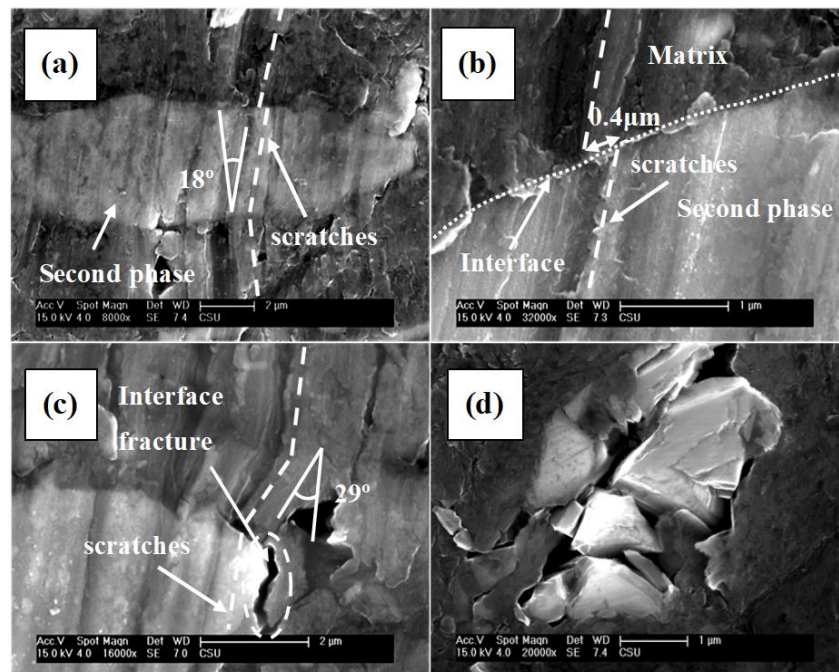 (a)
18°
scratches
Second phase
Acc.V Spot Magn Det WD
15.0 kV 4.0 8000x SE 7.4 CSU
2 μm
(b)
Matrix
0.4μm
scratches
Second phase
Interface
Acc.V Spot Magn Det WD
15.0 kV 4.0 32000x SE 7.3 CSU
1 μm
(c)
Interface
fracture
29°
scratches
Acc.V Spot Magn Det WD
15.0 kV 4.0 16000x SE 7.0 CSU
2 μm
(d)
Acc.V Spot Magn Det WD
15.0 kV 4.0 20000x SE 7.4 CSU
1 μm